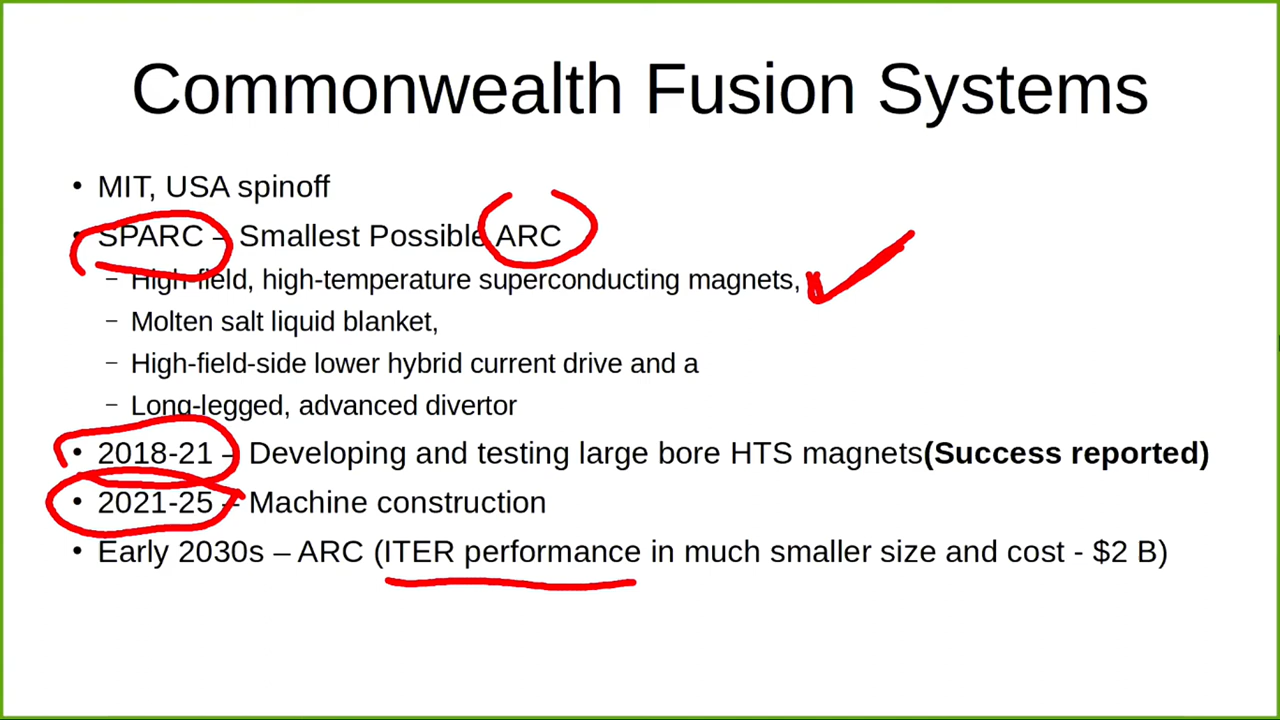 Commonwealth Fusion Systems
• MIT, USA spinoff
• SPARC – Smallest Possible ARC
– High-field, high-temperature superconducting magnets,
– Molten salt liquid blanket,
– High-field-side lower hybrid current drive and a
– Long-legged, advanced divertor
• 2018-21 – Developing and testing large bore HTS magnets(Success reported)
• 2021-25 – Machine construction
• Early 2030s – ARC (ITER performance in much smaller size and cost - $2 B)